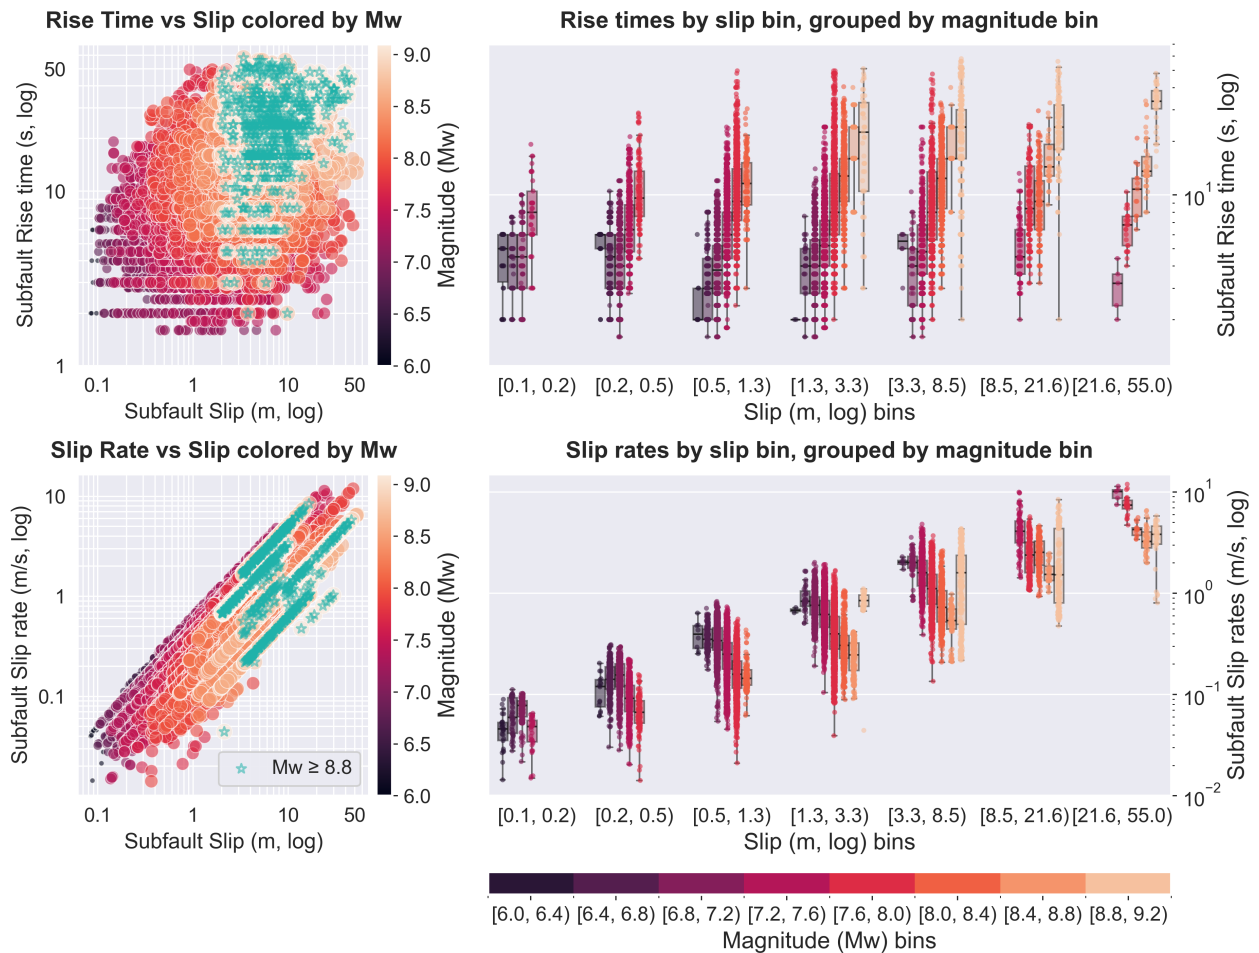 Rise Time vs Slip colored by Mw
Subfault Rise time (s, log)
50
10
1
0.1 1 10 50
Subfault Slip (m, log)
9.0
8.5
8.0
7.5
7.0
6.5
6.0
Magnitude (Mw)
Rise times by slip bin, grouped by magnitude bin
10¹
Subfault Rise time (s, log)
[0.1, 0.2) [0.2, 0.5) [0.5, 1.3) [1.3, 3.3) [3.3, 8.5) [8.5, 21.6) [21.6, 55.0)
Slip (m, log) bins
Slip Rate vs Slip colored by Mw
Subfault Slip rate (m/s, log)
10
1
0.1
Mw ≥ 8.8
0.1 1 10 50
Subfault Slip (m, log)
9.0
8.5
8.0
7.5
7.0
6.5
6.0
Magnitude (Mw)
Slip rates by slip bin, grouped by magnitude bin
10¹
10⁰
10⁻¹
10⁻²
Subfault Slip rates (m/s, log)
[0.1, 0.2) [0.2, 0.5) [0.5, 1.3) [1.3, 3.3) [3.3, 8.5) [8.5, 21.6) [21.6, 55.0)
Slip (m, log) bins
[6.0, 6.4) [6.4, 6.8) [6.8, 7.2) [7.2, 7.6) [7.6, 8.0) [8.0, 8.4) [8.4, 8.8) [8.8, 9.2)
Magnitude (Mw) bins